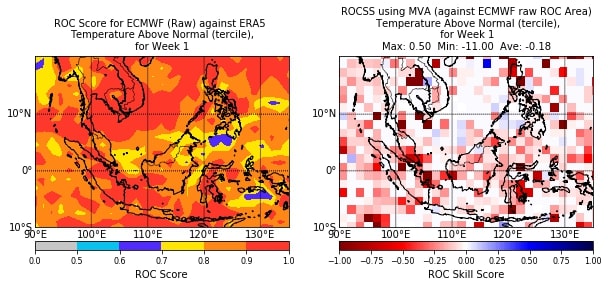 ROC Score for ECMWF (Raw) against ERA5
Temperature Above Normal (tercile),
for Week 1
10°N
0°
10°S
90°E 100°E 110°E 120°E 130°E
0.0 0.5 0.6 0.7 0.8 0.9 1.0
ROC Score
ROCSS using MVA (against ECMWF raw ROC Area)
Temperature Above Normal (tercile),
for Week 1
Max: 0.50 Min: -11.00 Ave: -0.18
10°N
0°
10°S
90°E 100°E 110°E 120°E 130°E
−1.00 −0.75 −0.50 −0.25 0.00 0.25 0.50 0.75 1.00
ROC Skill Score